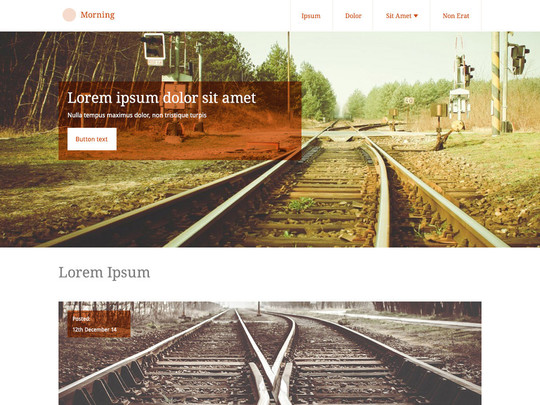 Morning
Ipsum
Dolor
Sit Amet ▾
Non Erat
Lorem ipsum dolor sit amet
Nulla tempus maximus dolor, non tristique turpis
Button text
Lorem Ipsum
Posted:
12th December 14